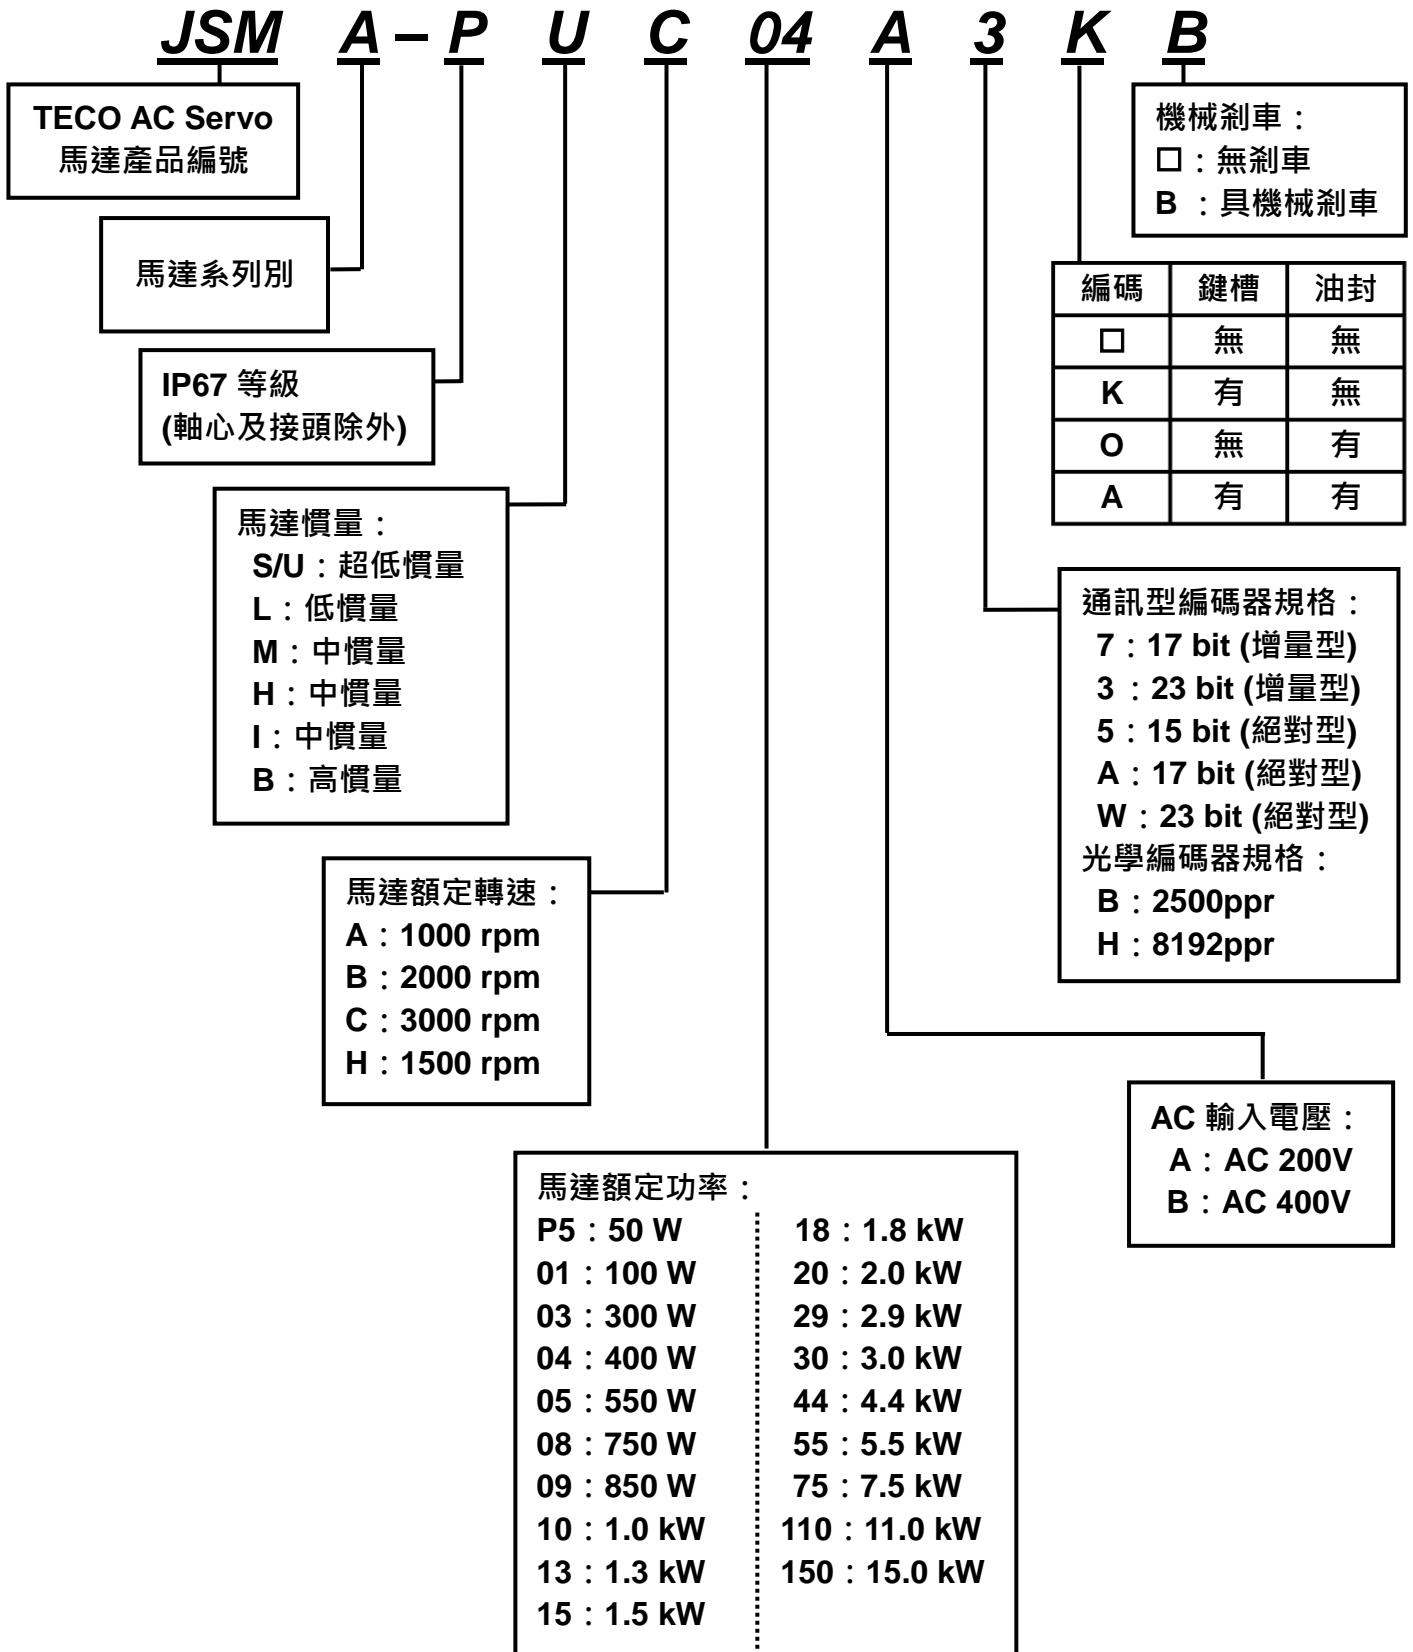 JSM A – P U C 04 A 3 K B
TECO AC Servo
馬達產品編號
馬達系列別
IP67 等級
(軸心及接頭除外)
馬達慣量：
S/U：超低慣量
L：低慣量
M：中慣量
H：中慣量
I：中慣量
B：高慣量
馬達額定轉速：
A：1000 rpm
B：2000 rpm
C：3000 rpm
H：1500 rpm
馬達額定功率：
P5：50 W
01：100 W
03：300 W
04：400 W
05：550 W
08：750 W
09：850 W
10：1.0 kW
13：1.3 kW
15：1.5 kW
18：1.8 kW
20：2.0 kW
29：2.9 kW
30：3.0 kW
44：4.4 kW
55：5.5 kW
75：7.5 kW
110：11.0 kW
150：15.0 kW
AC 輸入電壓：
A：AC 200V
B：AC 400V
通訊型編碼器規格：
7：17 bit (增量型)
3 ：23 bit (增量型)
5：15 bit (絕對型)
A：17 bit (絕對型)
W：23 bit (絕對型)
光學編碼器規格：
B：2500ppr
H：8192ppr
編碼 鍵槽 油封
□ 無 無
K 有 無
O 無 有
A 有 有
機械剎車：
□：無剎車
B ：具機械剎車